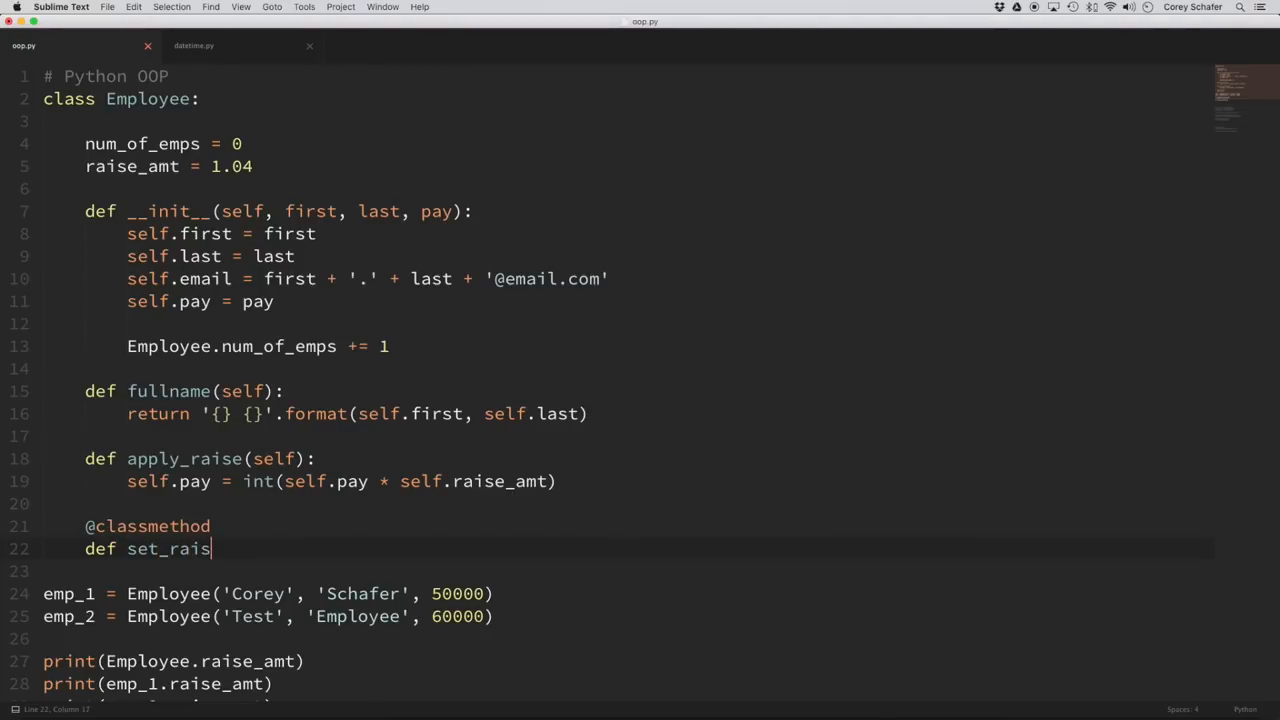 Sublime Text File Edit Selection Find View Goto Tools Project Window Help Corey Schafer
oop.py
oop.py datetime.py
1 # Python OOP
2 class Employee:
3
4 num_of_emps = 0
5 raise_amt = 1.04
6
7 def __init__(self, first, last, pay):
8 self.first = first
9 self.last = last
10 self.email = first + '.' + last + '@email.com'
11 self.pay = pay
12
13 Employee.num_of_emps += 1
14
15 def fullname(self):
16 return '{} {}'.format(self.first, self.last)
17
18 def apply_raise(self):
19 self.pay = int(self.pay * self.raise_amt)
20
21 @classmethod
22 def set_rais
23
24 emp_1 = Employee('Corey', 'Schafer', 50000)
25 emp_2 = Employee('Test', 'Employee', 60000)
26
27 print(Employee.raise_amt)
28 print(emp_1.raise_amt)
Line 22, Column 17 Spaces: 4 Python